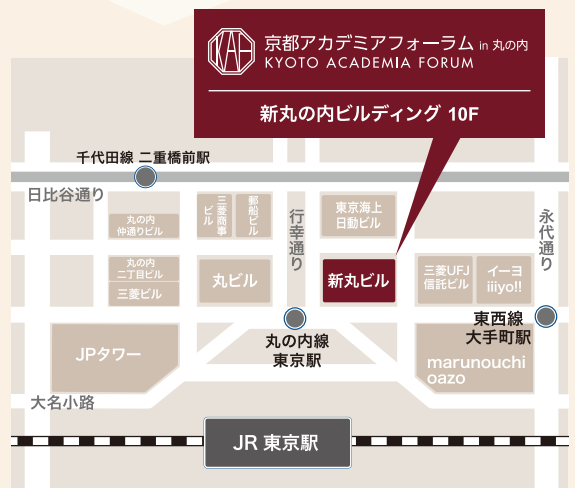 京都アカデミアフォーラム in 丸の内
KYOTO ACADEMIA FORUM
新丸の内ビルディング 10F
千代田線 二重橋前駅
日比谷通り
丸の内
仲通りビル
三菱商事
ビル
郵船ビル
行幸通り
東京海上
日動ビル
永代通り
丸の内
二丁目ビル
三菱ビル
丸ビル
新丸ビル
三菱UFJ
信託ビル
イーヨ
iiiyo!!
丸の内線
東京駅
東西線
大手町駅
JPタワー
marunouchi
oazo
大名小路
JR 東京駅